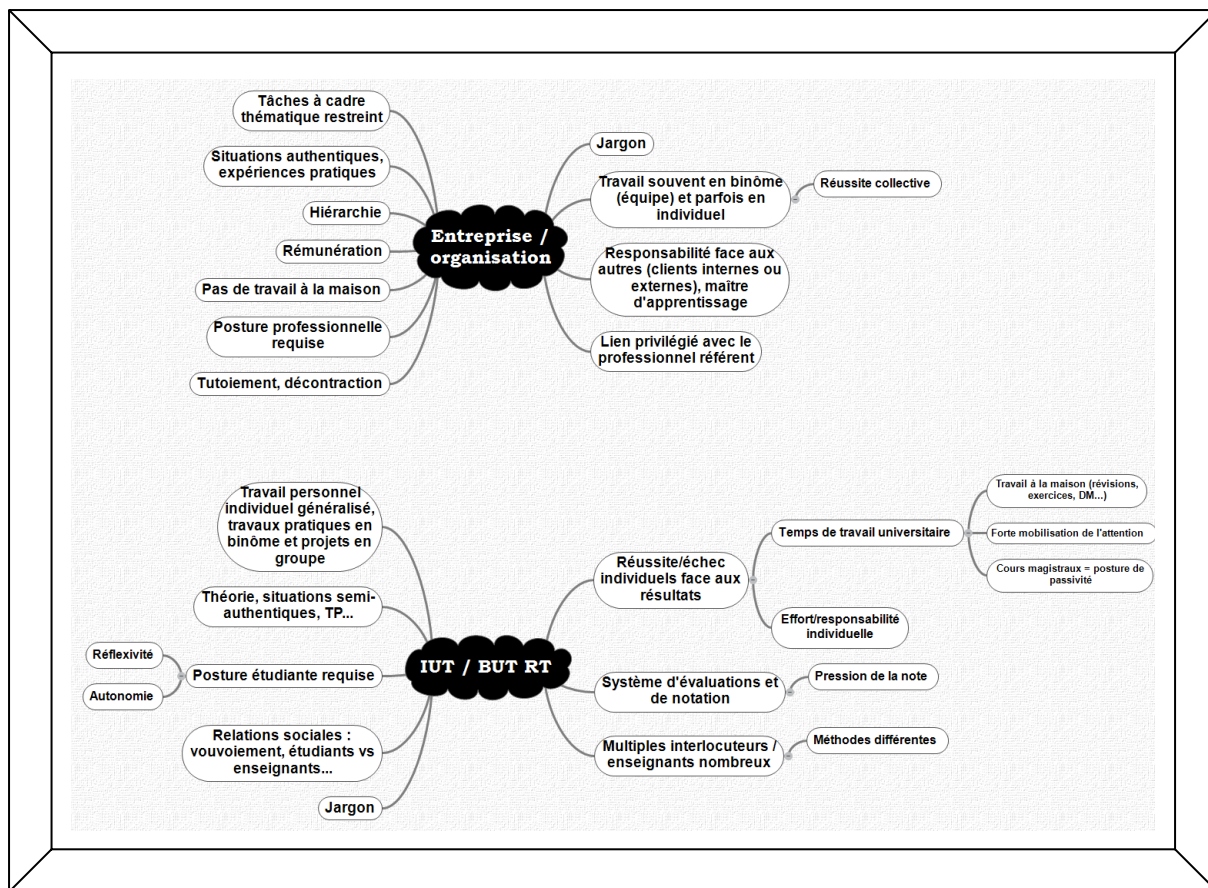 Tâches à cadre
thématique restreint
Situations authentiques,
expériences pratiques
Hiérarchie
Rémunération
Pas de travail à la maison
Posture professionnelle
requise
Tutoiement, décontraction
Entreprise /
organisation
Jargon
Travail souvent en binôme
(équipe) et parfois en
individuel
Réussite collective
Responsabilité face aux
autres (clients internes ou
externes), maître
d'apprentissage
Lien privilégié avec le
professionnel référent
Travail personnel
individuel généralisé,
travaux pratiques en
binôme et projets en
groupe
Théorie, situations semi-
authentiques, TP...
Posture étudiante requise
Réflexivité
Autonomie
Relations sociales :
vouvoiement, étudiants vs
enseignants...
Jargon
IUT / BUT RT
Réussite/échec
individuels face aux
résultats
Temps de travail universitaire
Travail à la maison (révisions,
exercices, DM...)
Forte mobilisation de l'attention
Cours magistraux = posture de
passivité
Effort/responsabilité
individuelle
Système d'évaluations et
de notation
Pression de la note
Multiples interlocuteurs /
enseignants nombreux
Méthodes différentes